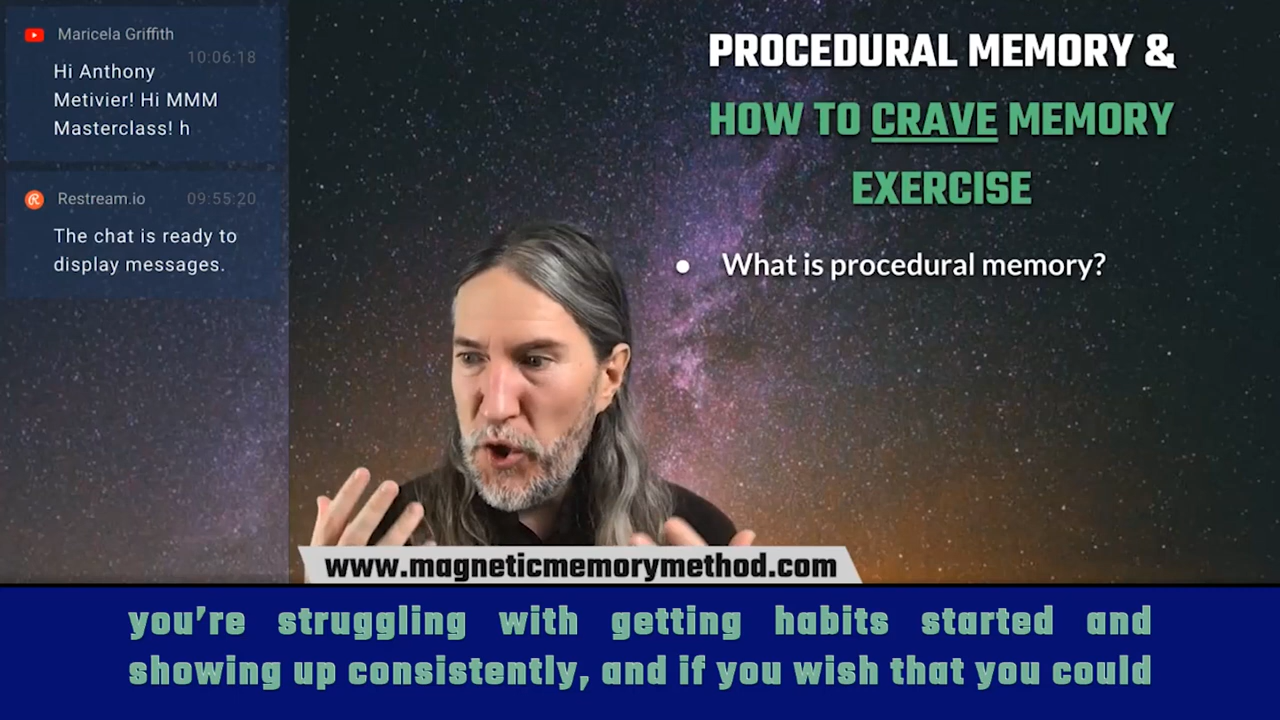 Maricela Griffith
10:06:18
Hi Anthony
Metivier! Hi MMM
Masterclass! h
Restream.io 09:55:20
The chat is ready to
display messages.
PROCEDURAL MEMORY &
HOW TO CRAVE MEMORY
EXERCISE
• What is procedural memory?
www.magneticmemorymethod.com
you're struggling with getting habits started and
showing up consistently, and if you wish that you could